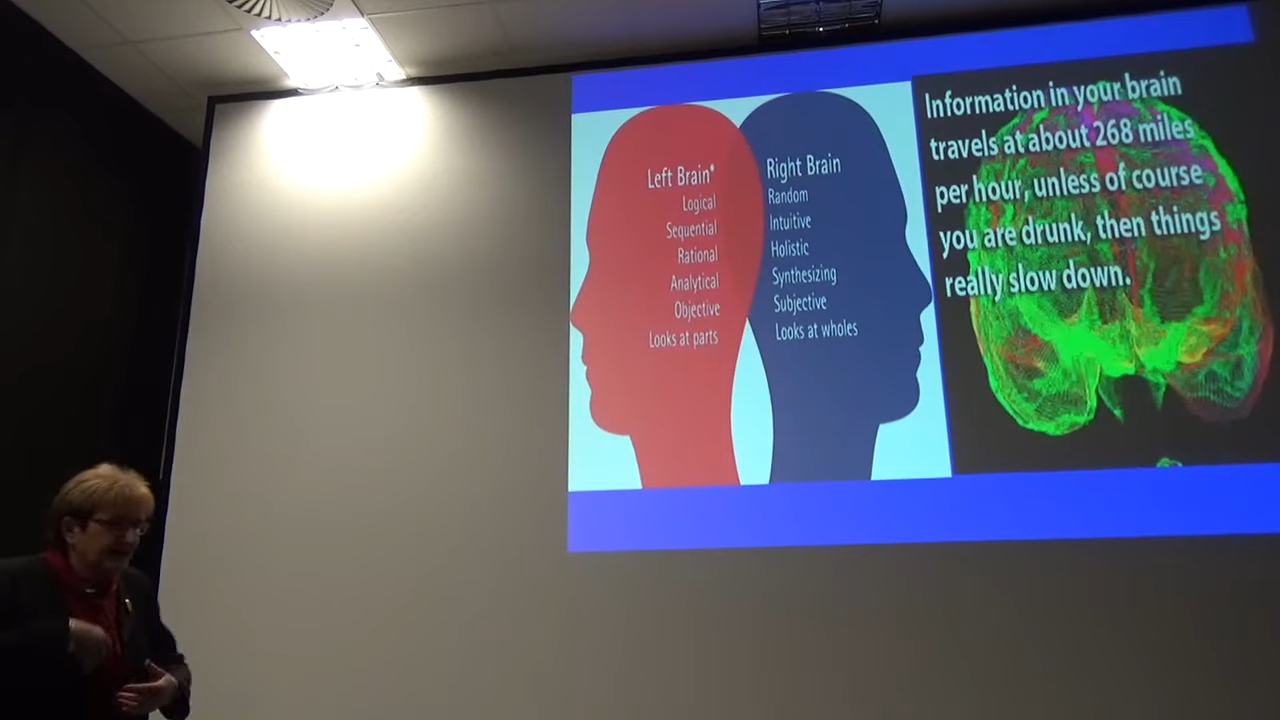 Left Brain*
Logical
Sequential
Rational
Analytical
Objective
Looks at parts
Right Brain
Random
Intuitive
Holistic
Synthesizing
Subjective
Looks at wholes
Information in your brain
travels at about 268 miles
per hour, unless of course
you are drunk, then things
really slow down.